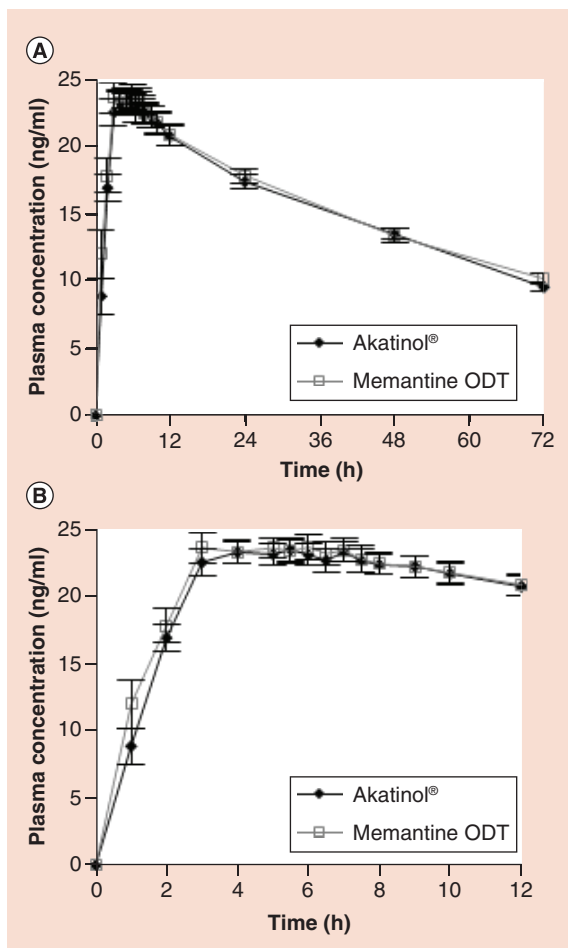 A
25
20
15
10
5
0
Plasma concentration (ng/ml)
Akatinol®
Memantine ODT
0 12 24 36 48 60 72
Time (h)
B
25
20
15
10
5
0
Plasma concentration (ng/ml)
Akatinol®
Memantine ODT
0 2 4 6 8 10 12
Time (h)